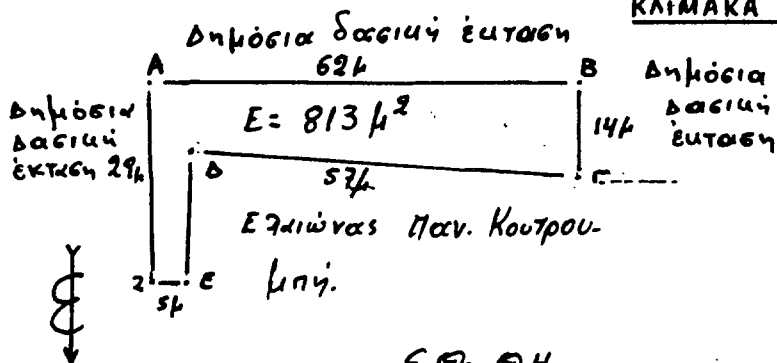 ΚΛΙΜΑΚΑ
Δημόσια δασική έκταση
A 62μ B
Δημόσια δασική έκταση 29μ
E = 813 μ²
14μ
Δημόσια δασική έκταση
Δ 57μ Γ
Ελαιώνας Παν. Κουτρου-
μπή.
Ζ 5μ Ε